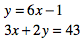 y = 6x − 1
3x + 2y = 43